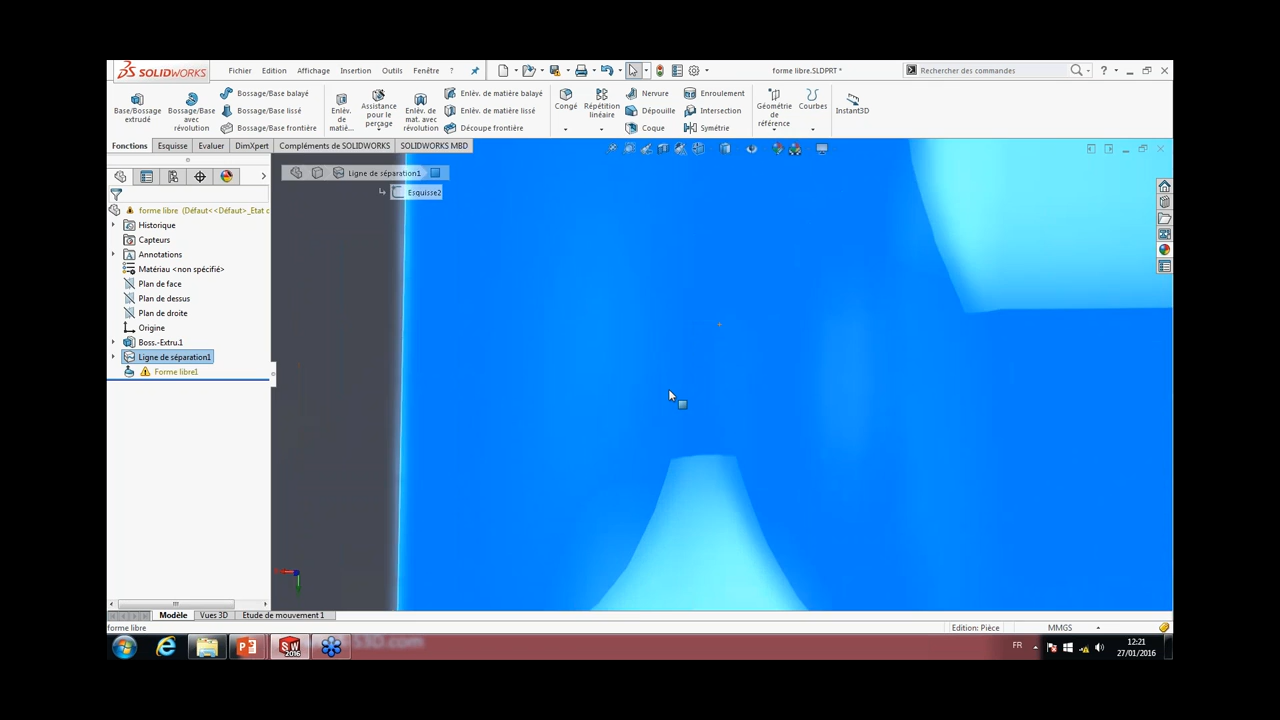 SOLIDWORKS
Fichier Edition Affichage Insertion Outils Fenêtre
forme libre.SLDPRT *
Rechercher des commandes
?
Base/Bossage extrudé
Bossage/Base avec révolution
Bossage/Base balayé
Bossage/Base lissé
Bossage/Base frontière
Enlèv. de matiè...
Assistance pour le perçage
Enlèv. de mat. avec révolution
Enlèv. de matière balayé
Enlèv. de matière lissé
Découpe frontière
Congé
Répétition linéaire
Nervure
Dépouille
Coque
Enroulement
Intersection
Symétrie
Géométrie de référence
Courbes
Instant3D
Fonctions Esquisse Evaluer DimXpert Compléments de SOLIDWORKS SOLIDWORKS MBD
Ligne de séparation1
Esquisse2
forme libre (Défaut<<Défaut>_Etat c
Historique
Capteurs
Annotations
Matériau <non spécifié>
Plan de face
Plan de dessus
Plan de droite
Origine
Boss.-Extru.1
Ligne de séparation1
Forme libre1
Modèle Vues 3D Etude de mouvement 1
forme libre
Edition: Pièce
MMGS
SW 2016
3D.com
FR
12:21
27/01/2016